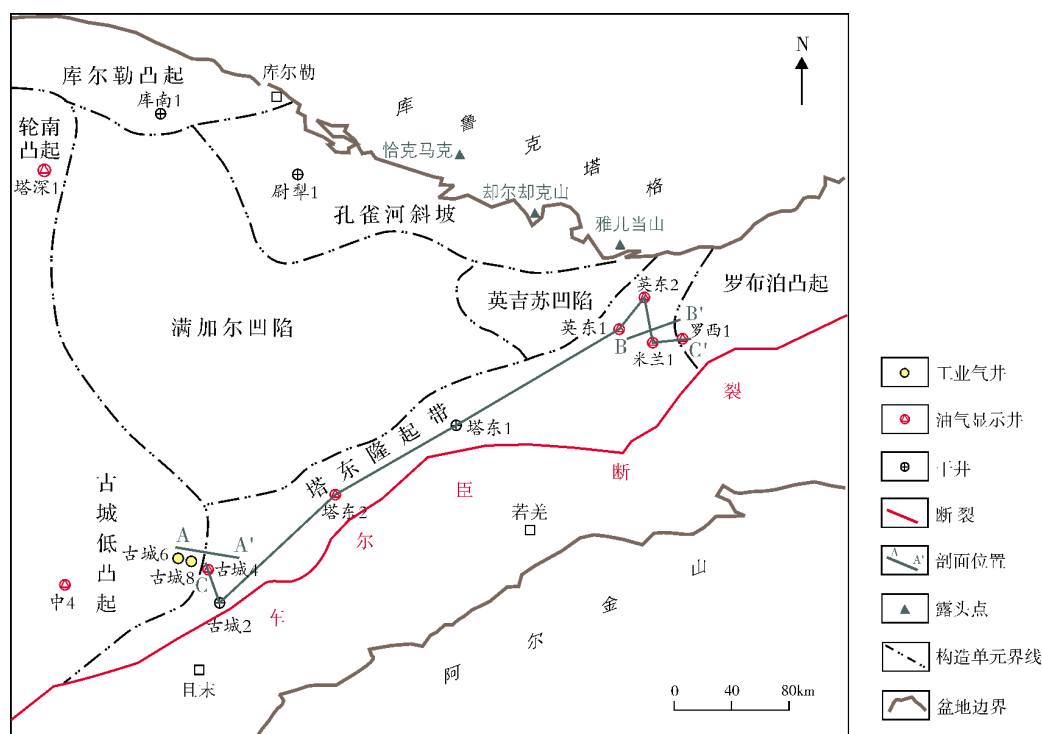 库尔勒凸起
库尔勒
库南1
N
轮南
凸起
塔深1
库鲁克塔格
恰克马克
尉犁1
却尔却克山
孔雀河斜坡
雅儿当山
英东2
罗布泊凸起
英吉苏凹陷
满加尔凹陷
英东1
B
B'
罗西1
米兰1
C'
塔东隆起带
塔东1
塔东2
车尔臣断裂
若羌
古城低凸起
A
A'
古城6
古城8
古城4
C
古城2
中4
且末
阿尔金山
0 40 80km
工业气井
油气显示井
干井
断裂
A A' 剖面位置
露头点
构造单元界线
盆地边界